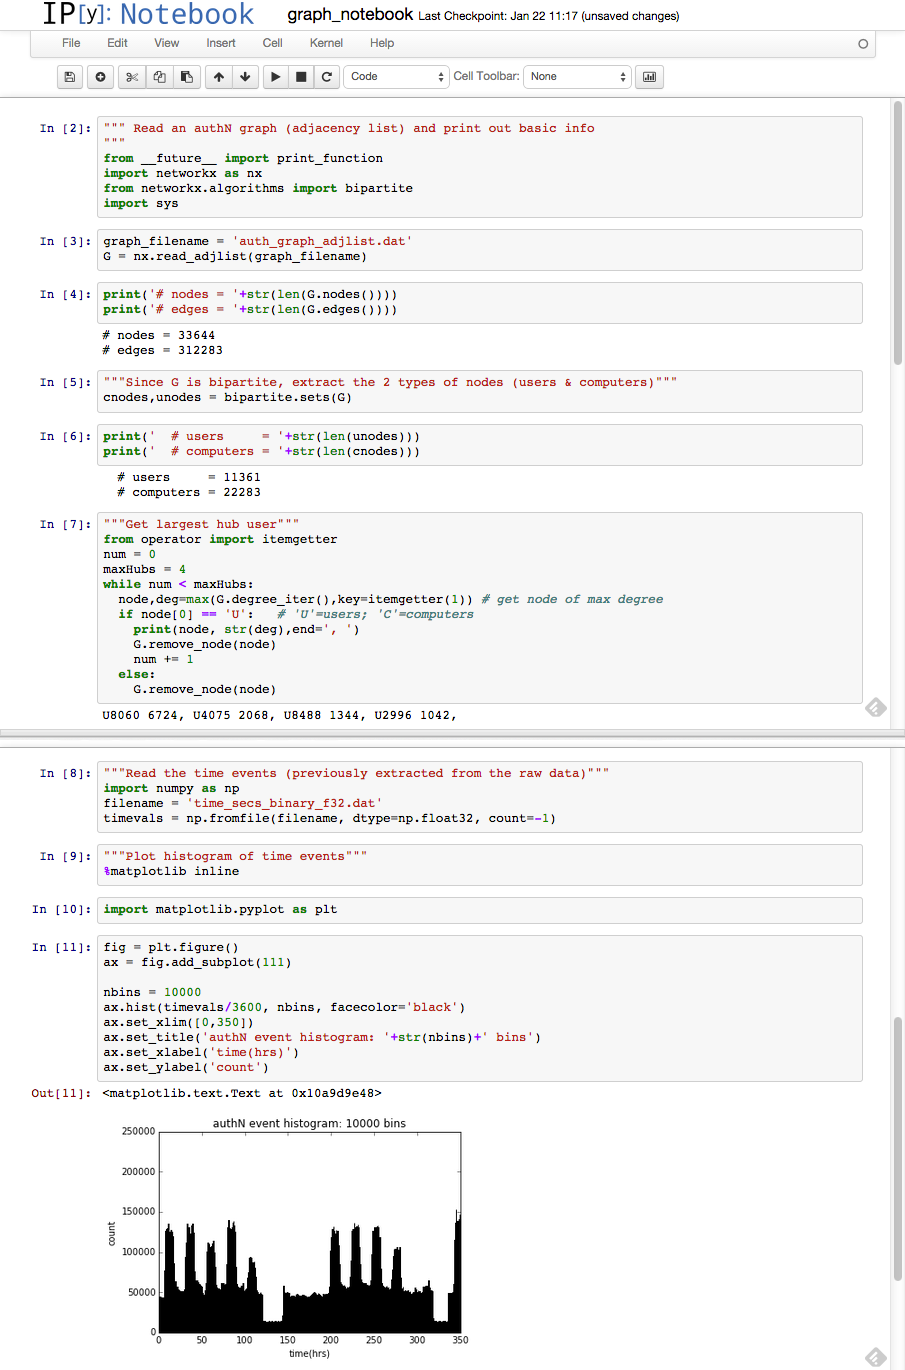 IP[y]: Notebook graph_notebook Last Checkpoint: Jan 22 11:17 (unsaved changes)
File Edit View Insert Cell Kernel Help
Code Cell Toolbar: None
In [2]: """ Read an authN graph (adjacency list) and print out basic info
"""
from __future__ import print_function
import networkx as nx
from networkx.algorithms import bipartite
import sys
In [3]: graph_filename = 'auth_graph_adjlist.dat'
G = nx.read_adjlist(graph_filename)
In [4]: print('# nodes = '+str(len(G.nodes())))
print('# edges = '+str(len(G.edges())))
# nodes = 33644
# edges = 312283
In [5]: """Since G is bipartite, extract the 2 types of nodes (users & computers)"""
cnodes,unodes = bipartite.sets(G)
In [6]: print('  # users     = '+str(len(unodes)))
print('  # computers = '+str(len(cnodes)))
  # users     = 11361
  # computers = 22283
In [7]: """Get largest hub user"""
from operator import itemgetter
num = 0
maxHubs = 4
while num < maxHubs:
  node,deg=max(G.degree_iter(),key=itemgetter(1)) # get node of max degree
  if node[0] == 'U':   # 'U'=users; 'C'=computers
    print(node, str(deg),end=', ')
    G.remove_node(node)
    num += 1
  else:
    G.remove_node(node)
U8060 6724, U4075 2068, U8488 1344, U2996 1042,
In [8]: """Read the time events (previously extracted from the raw data)"""
import numpy as np
filename = 'time_secs_binary_f32.dat'
timevals = np.fromfile(filename, dtype=np.float32, count=-1)
In [9]: """Plot histogram of time events"""
%matplotlib inline
In [10]: import matplotlib.pyplot as plt
In [11]: fig = plt.figure()
ax = fig.add_subplot(111)
nbins = 10000
ax.hist(timevals/3600, nbins, facecolor='black')
ax.set_xlim([0,350])
ax.set_title('authN event histogram: '+str(nbins)+' bins')
ax.set_xlabel('time(hrs)')
ax.set_ylabel('count')
Out[11]: <matplotlib.text.Text at 0x10a9d9e48>
authN event histogram: 10000 bins
250000
200000
150000
100000
50000
0
count
0 50 100 150 200 250 300 350
time(hrs)